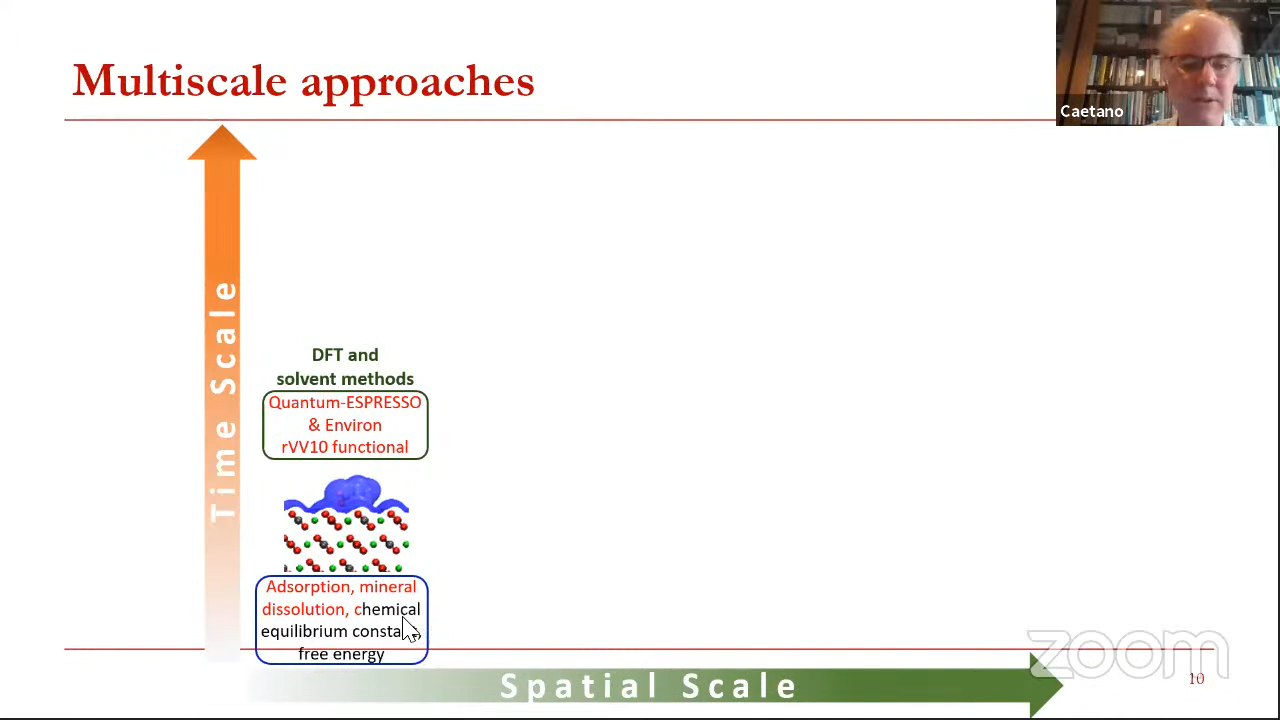 Multiscale approaches
Caetano
Time Scale
DFT and
solvent methods
Quantum-ESPRESSO
& Environ
rVV10 functional
Adsorption, mineral
dissolution, chemical
equilibrium
free energy
Spatial Scale
zoom
10